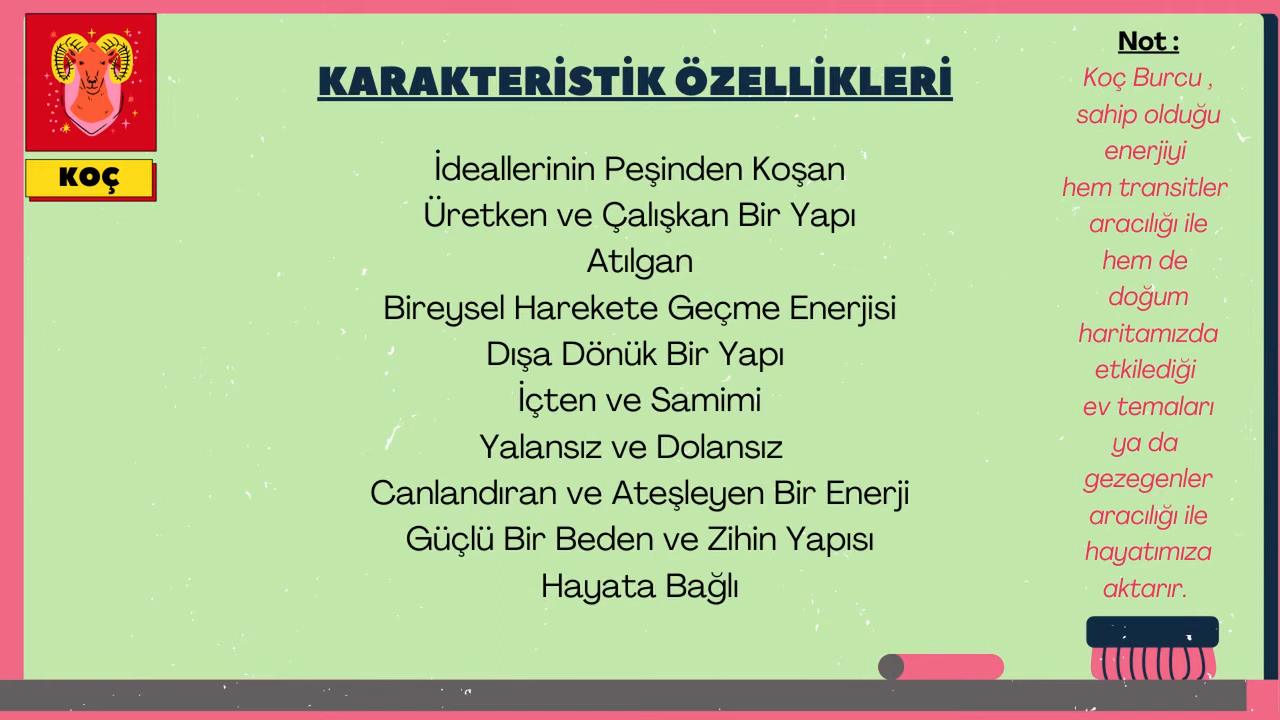 KOÇ
KARAKTERİSTİK ÖZELLİKLERİ
İdeallerinin Peşinden Koşan
Üretken ve Çalışkan Bir Yapı
Atılgan
Bireysel Harekete Geçme Enerjisi
Dışa Dönük Bir Yapı
İçten ve Samimi
Yalansız ve Dolansız
Canlandıran ve Ateşleyen Bir Enerji
Güçlü Bir Beden ve Zihin Yapısı
Hayata Bağlı
Not :
Koç Burcu ,
sahip olduğu
enerjiyi
hem transitler
aracılığı ile
hem de
doğum
haritamızda
etkilediği
ev temaları
ya da
gezegenler
aracılığı ile
hayatımıza
aktarır.